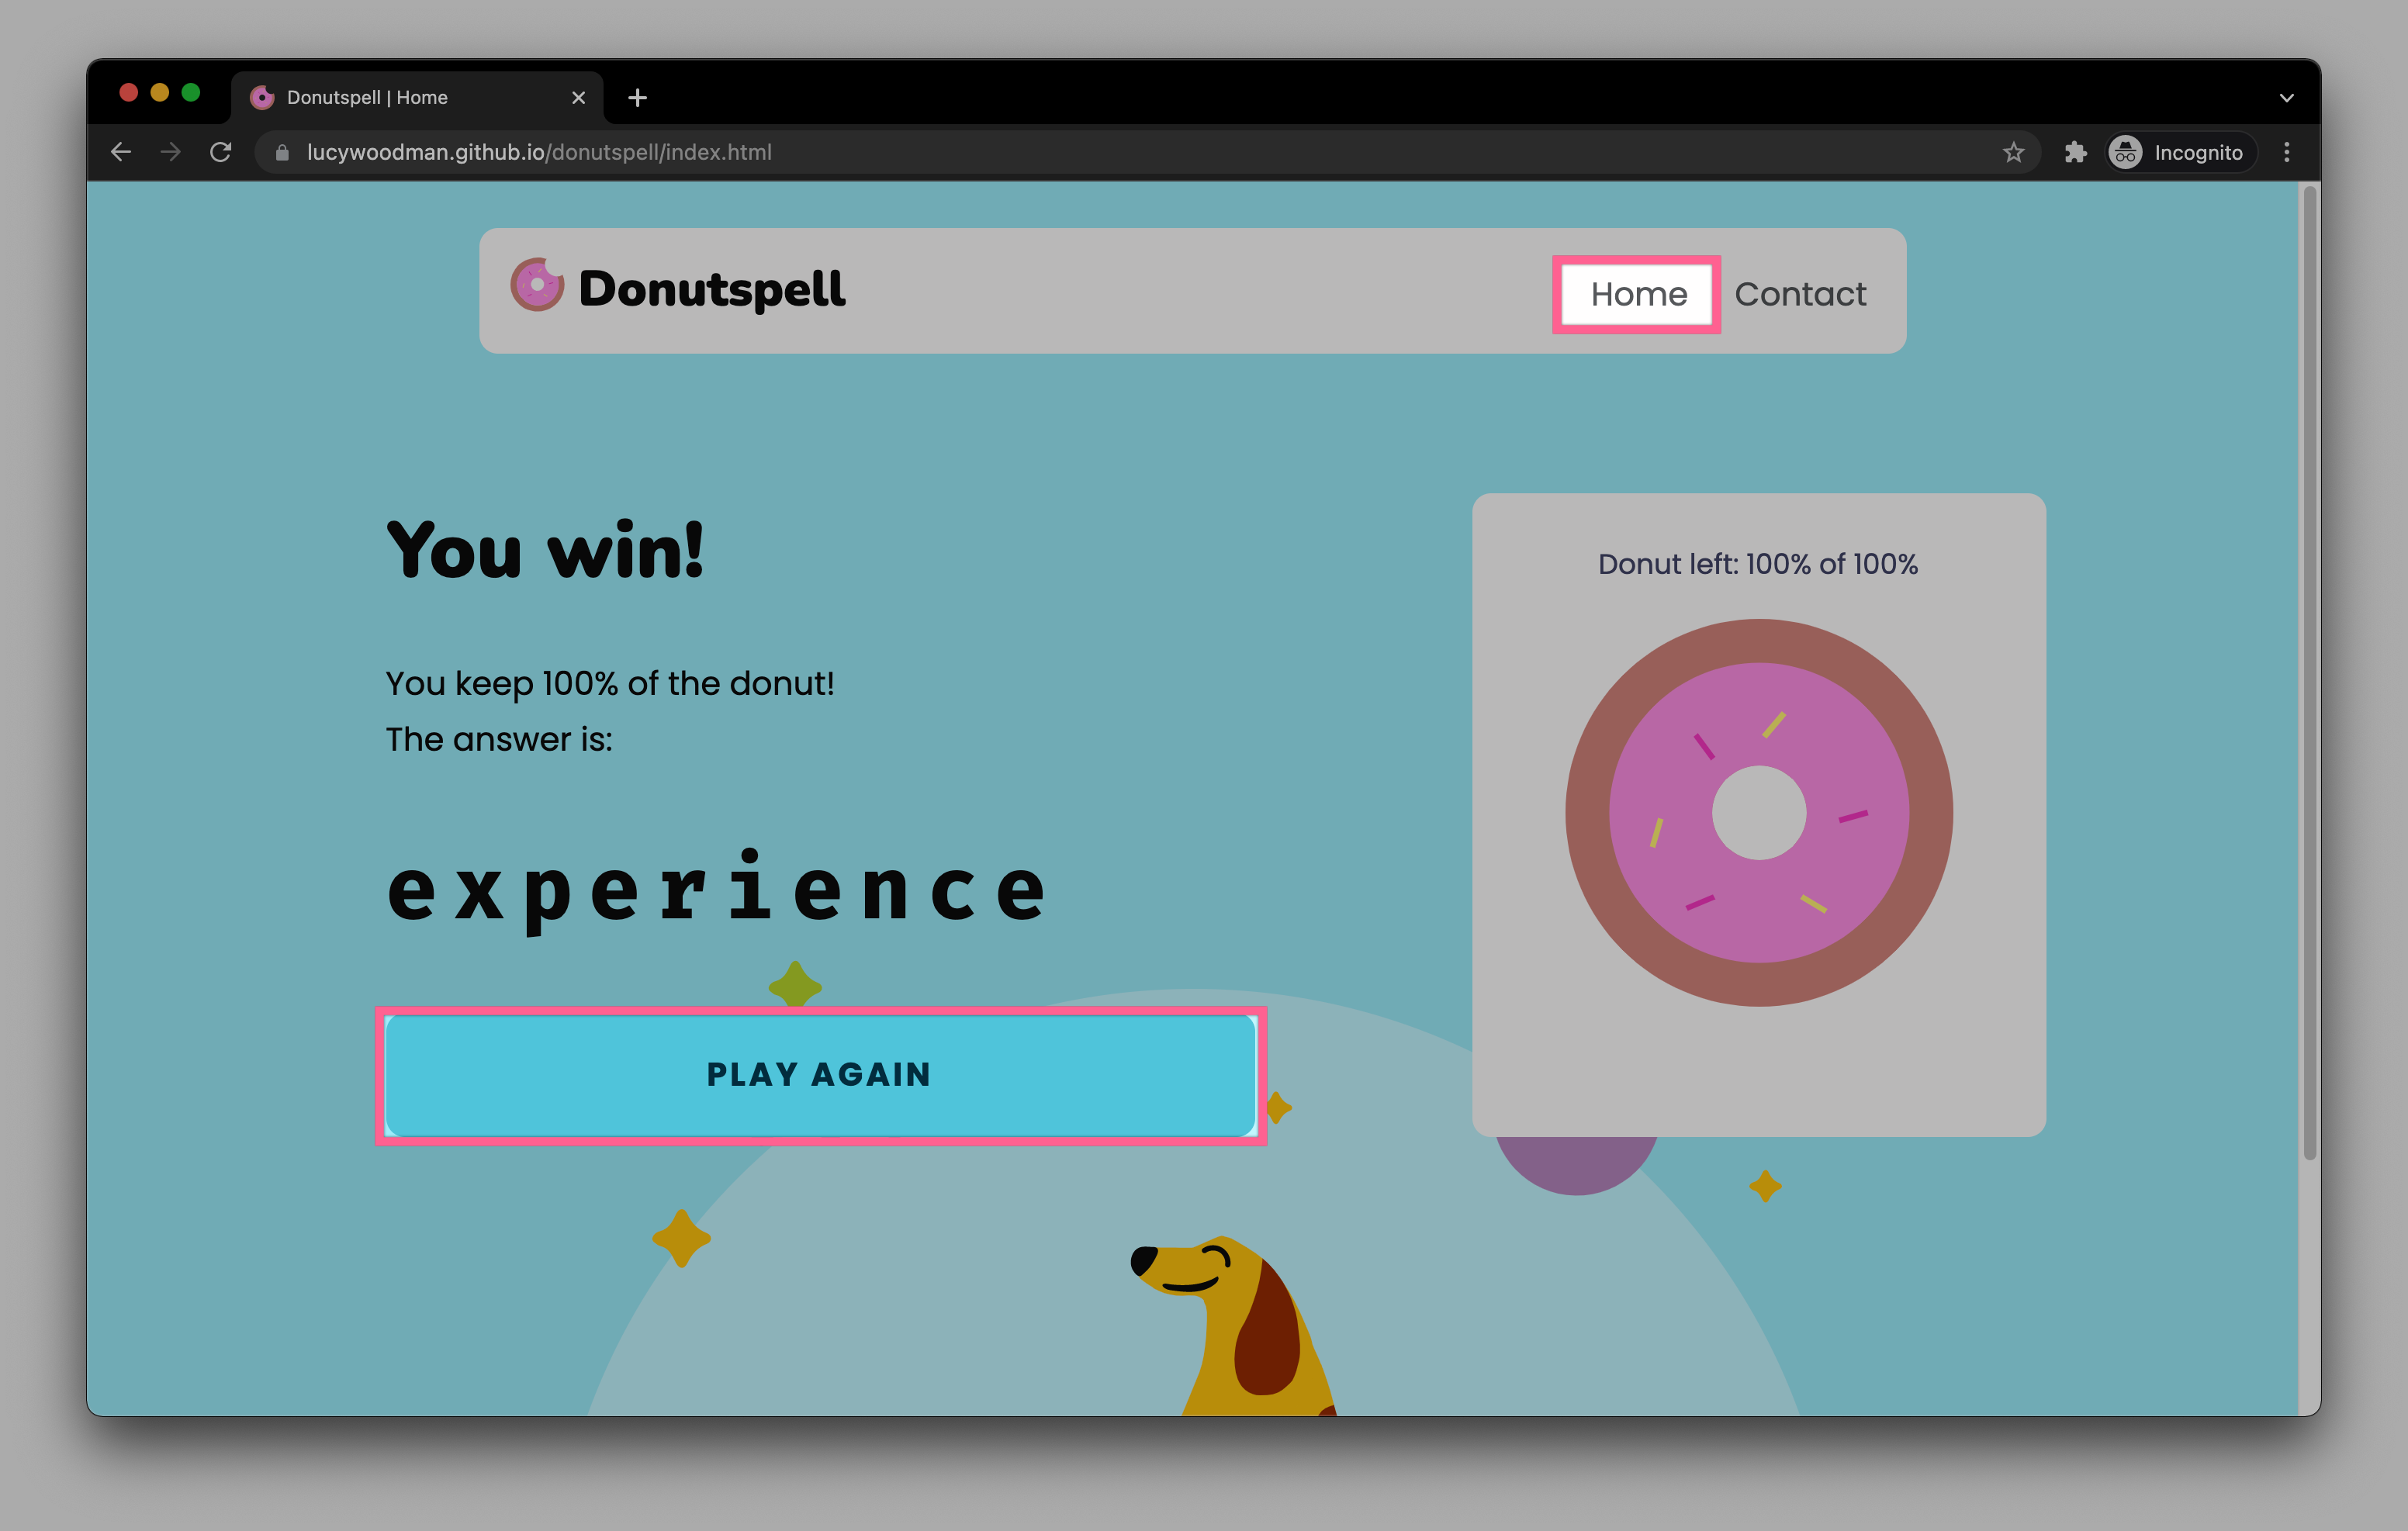 Donutspell | Home
lucywoodman.github.io/donutspell/index.html
Incognito
Donutspell
Home
Contact
You win!
Donut left: 100% of 100%
You keep 100% of the donut!
The answer is:
experience
PLAY AGAIN